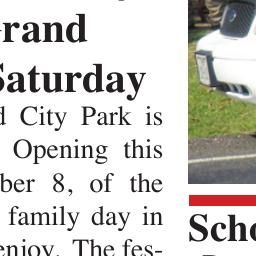 Grand
Saturday
City Park is
Opening this
ber 8, of the
family day in
enjoy. The fes-
Scho